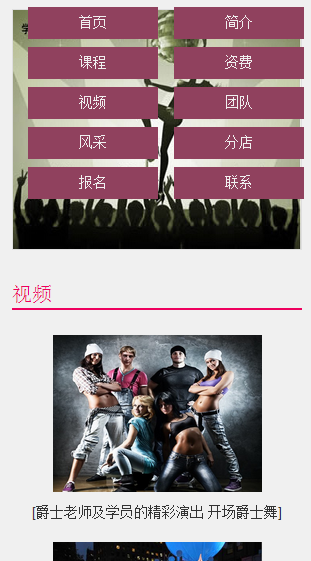 学
首页 简介
课程 资费
视频 团队
风采 分店
报名 联系
视频
[爵士老师及学员的精彩演出 开场爵士舞]